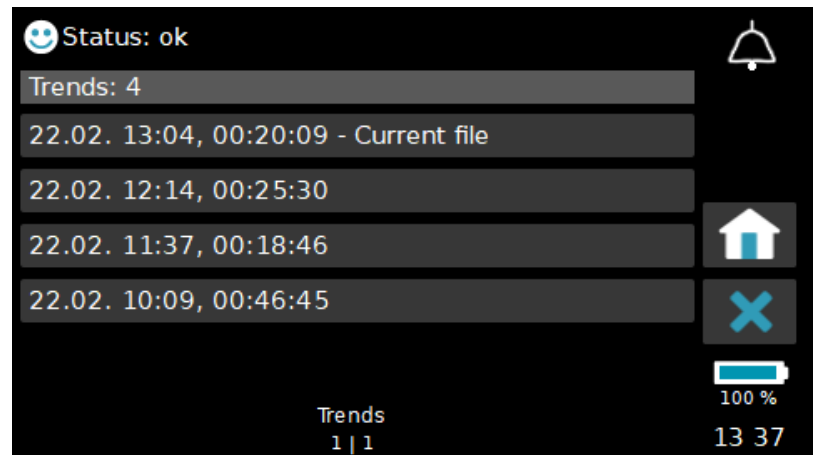 Status: ok
Trends: 4
22.02. 13:04, 00:20:09 - Current file
22.02. 12:14, 00:25:30
22.02. 11:37, 00:18:46
22.02. 10:09, 00:46:45
100 %
Trends
1 | 1
13 37